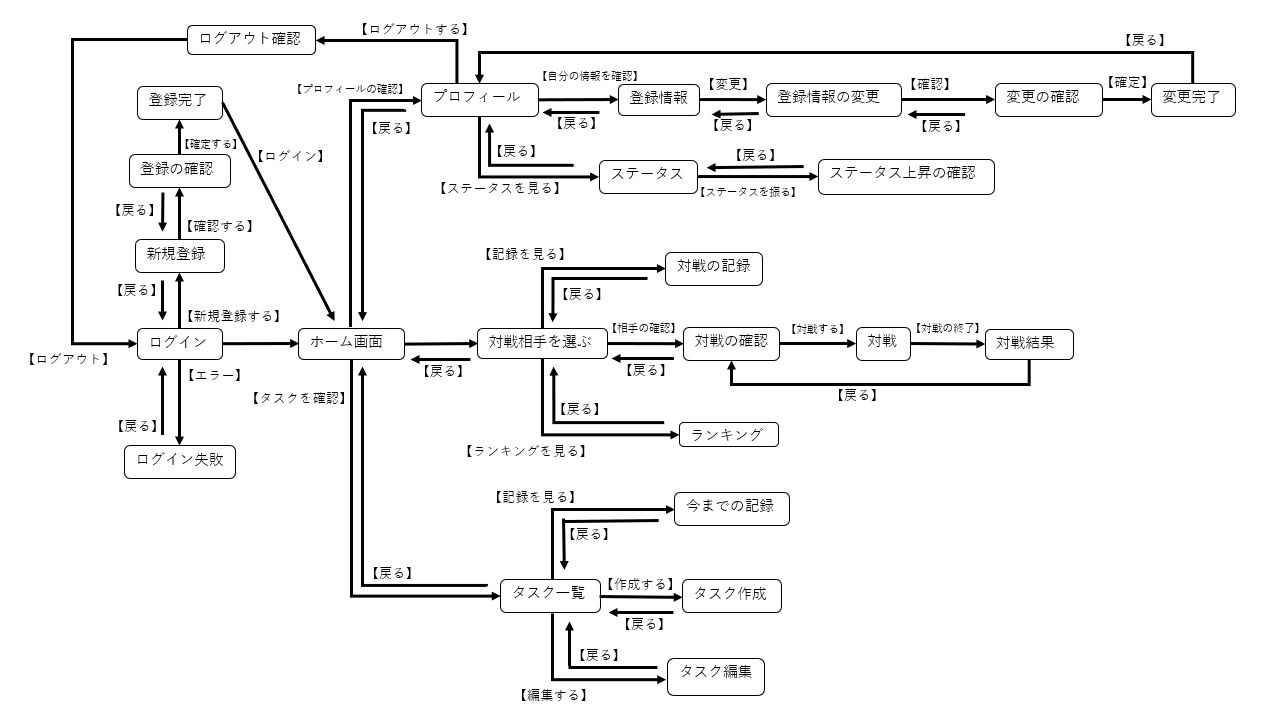 【ログアウトする】
ログアウト確認
【戻る】
【プロフィールの確認】
【自分の情報を確認】
【変更】
【確認】
【確定】
登録完了
プロフィール
登録情報
登録情報の変更
変更の確認
変更完了
【戻る】
【戻る】
【戻る】
【戻る】
【確定する】
【ログイン】
【戻る】
【戻る】
登録の確認
ステータス
ステータス上昇の確認
【ステータスを見る】
【ステータスを振る】
【戻る】
【確認する】
新規登録
【記録を見る】
対戦の記録
【戻る】
【戻る】
【新規登録する】
【相手の確認】
【対戦する】
【対戦の終了】
ログイン
ホーム画面
対戦相手を選ぶ
対戦の確認
対戦
対戦結果
【ログアウト】
【エラー】
【戻る】
【戻る】
【タスクを確認】
【戻る】
【戻る】
【戻る】
ランキング
【ランキングを見る】
ログイン失敗
【記録を見る】
今までの記録
【戻る】
【戻る】
タスク一覧
【作成する】
タスク作成
【戻る】
【戻る】
タスク編集
【編集する】